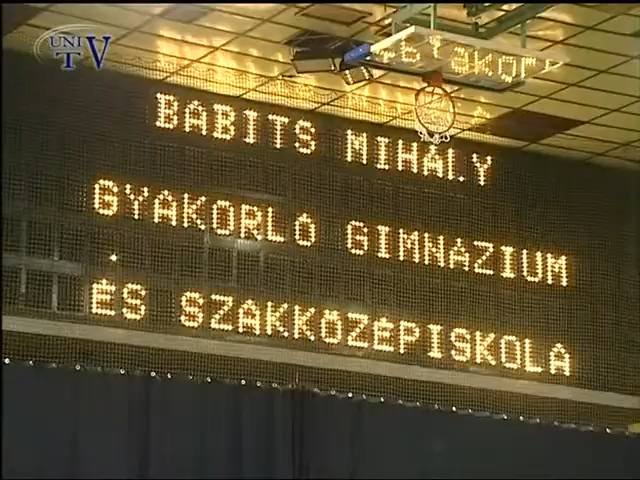 UNI TV
BABITS MIHÁLY
GYAKORLÓ GIMNÁZIUM
ÉS SZAKKÖZÉPISKOLA